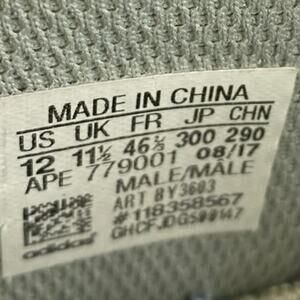 MADE IN CHINA
US UK FR JP CHN
12 11½ 46⅔ 300 290
APE 779001 08/17
MALE/MÂLE
ART BY3603
#118358567
GHCFJDG500147
adidas